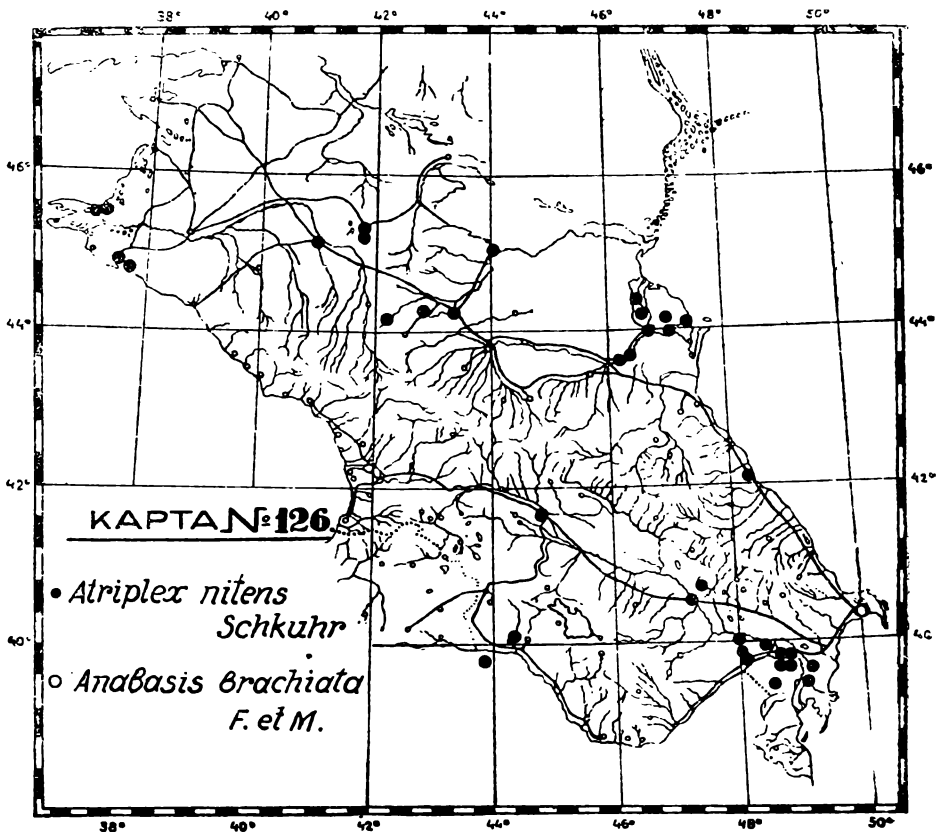 38° 40° 42° 44° 46° 48° 50°
46° 46°
44° 44°
42° 42°
КАРТА № 126.
Atriplex nitens
Schkuhr
40° 40
Anabasis brachiata
F. et M.
38° 40° 42° 44° 46° 48° 50°